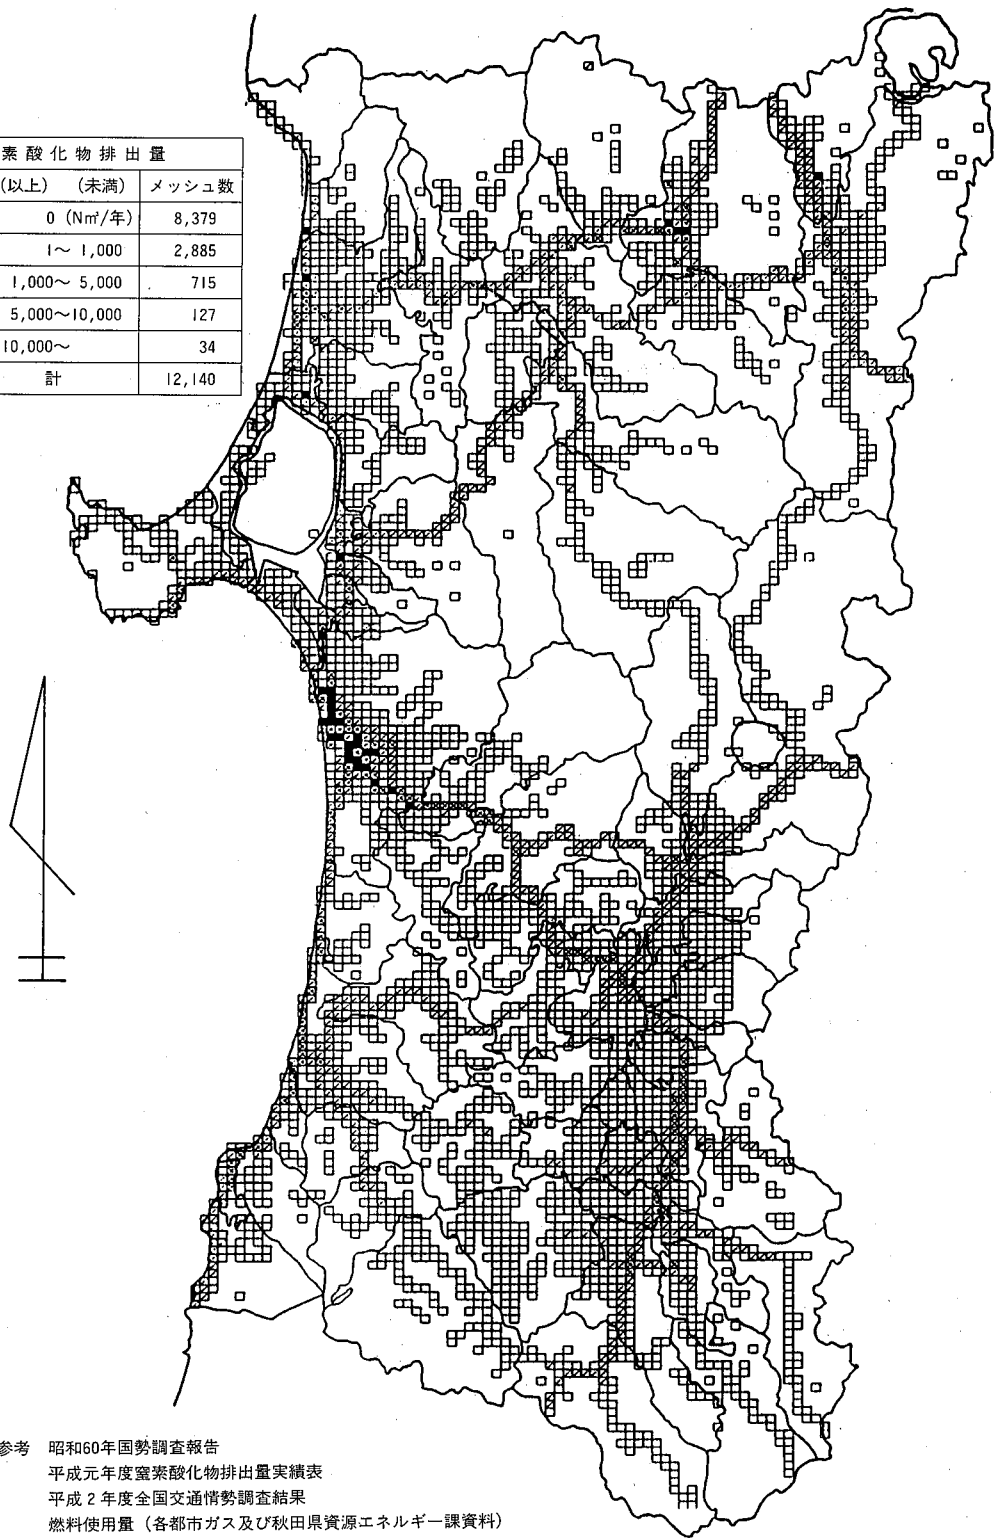 素酸化物排出量
(以上) (未満) メッシュ数
0 (Nm³/年) 8,379
1～ 1,000 2,885
1,000～ 5,000 715
5,000～10,000 127
10,000～ 34
計 12,140
参考 昭和60年国勢調査報告
平成元年度窒素酸化物排出量実績表
平成2年度全国交通情勢調査結果
燃料使用量 (各都市ガス及び秋田県資源エネルギー課資料)